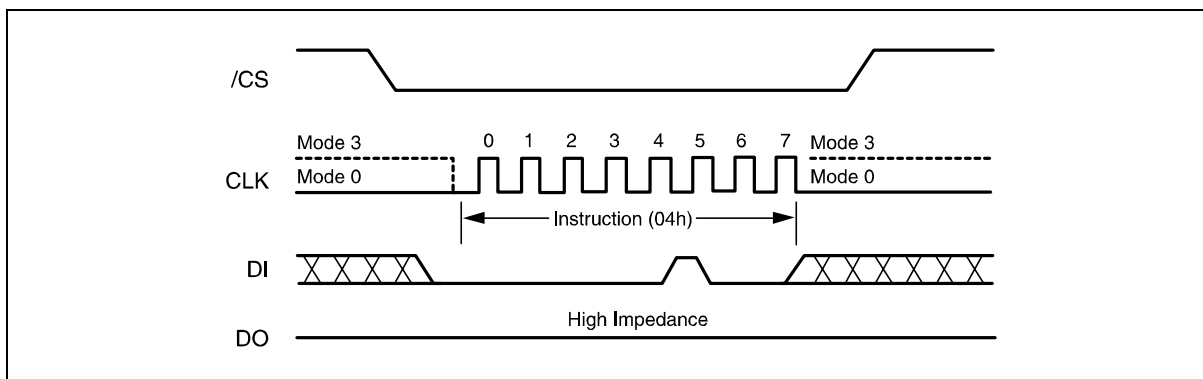 /CS
Mode 3 0 1 2 3 4 5 6 7 Mode 3
CLK Mode 0 Mode 0
Instruction (04h)
DI
High Impedance
DO